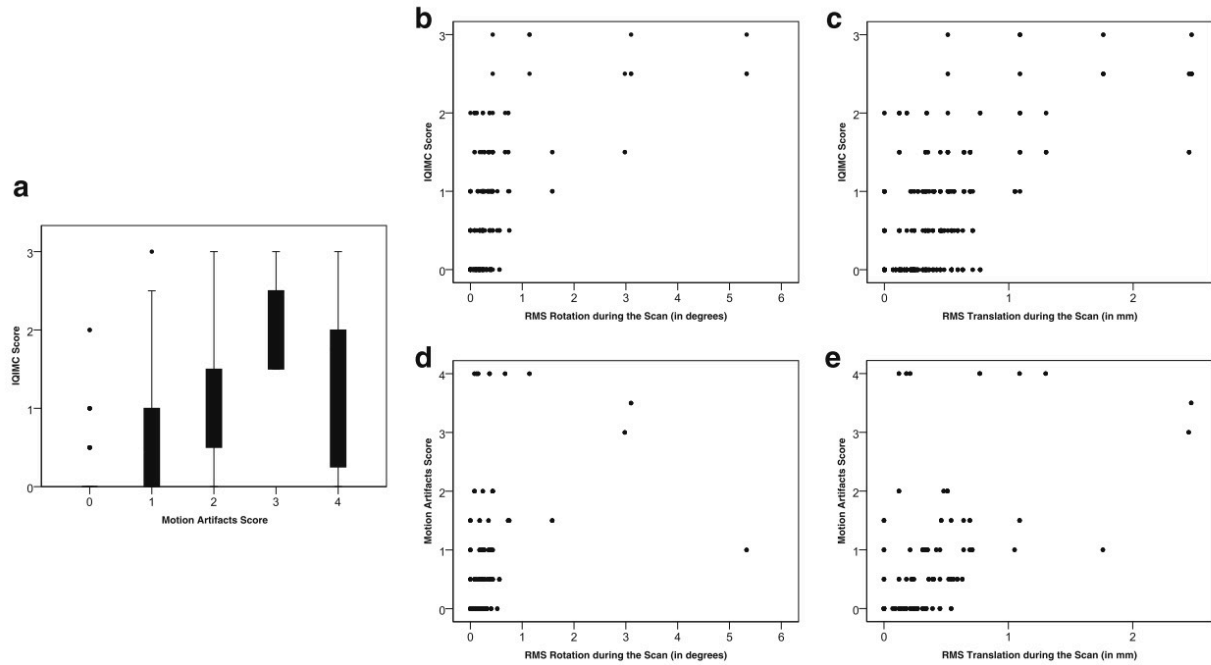 a
IQIMC Score
3
2
1
0
0 1 2 3 4
Motion Artifacts Score
b
IQIMC Score
3
2
1
0
0 1 2 3 4 5 6
RMS Rotation during the Scan (in degrees)
c
IQIMC Score
3
2
1
0
0 1 2
RMS Translation during the Scan (in mm)
d
Motion Artifacts Score
4
3
2
1
0
0 1 2 3 4 5 6
RMS Rotation during the Scan (in degrees)
e
Motion Artifacts Score
4
3
2
1
0
0 1 2
RMS Translation during the Scan (in mm)